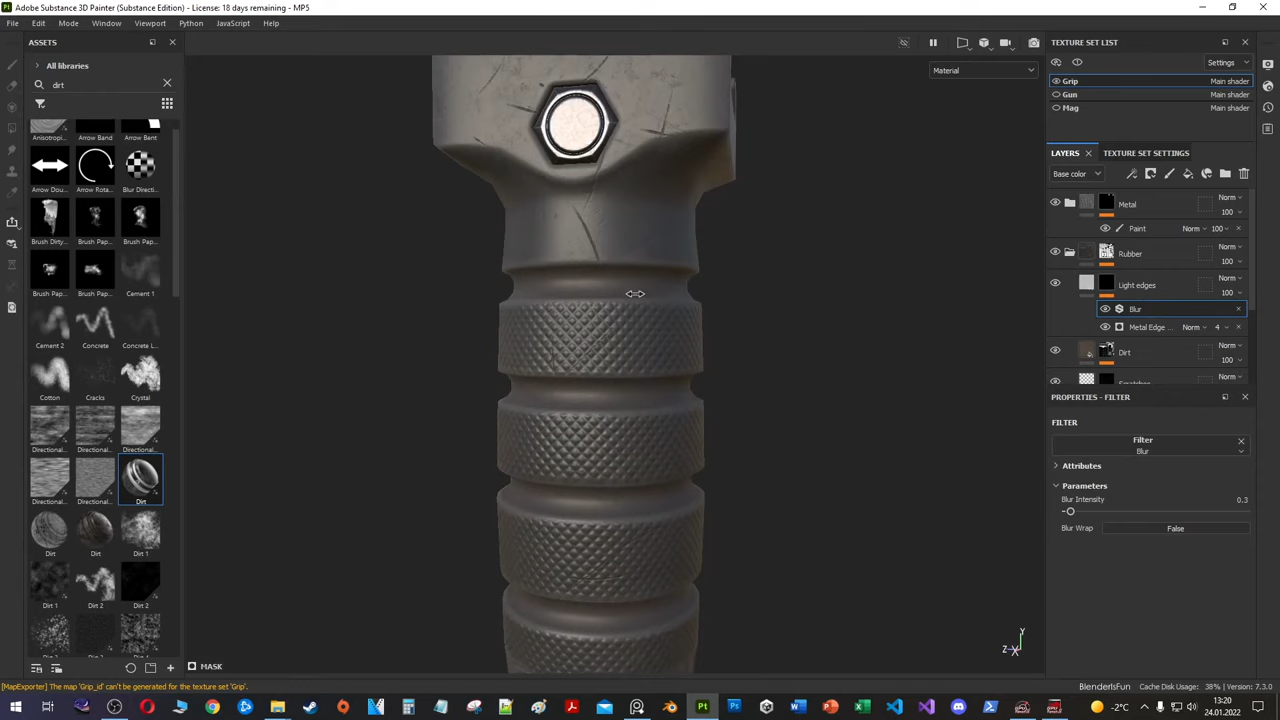 Adobe Substance 3D Painter (Substance Edition) - License: 18 days remaining - MP5
File Edit Mode Window Viewport Python JavaScript Help
ASSETS
All libraries
dirt
Anisotropi... Arrow Band Arrow Bent
Arrow Dou... Arrow Rota... Blur Directi...
Brush Dirty... Brush Pap... Brush Pap...
Brush Pap... Brush Pap... Cement 1
Cement 2 Concrete Concrete L...
Cotton Cracks Crystal
Directional... Directional... Directional...
Directional... Directional... Dirt
Dirt Dirt Dirt 1
Dirt 1 Dirt 2 Dirt 2
Material
Y
Z X
MASK
TEXTURE SET LIST
Settings
Grip Main shader
Gun Main shader
Mag Main shader
LAYERS TEXTURE SET SETTINGS
Base color
Metal Norm 100
Paint Norm 100
Rubber Norm 100
Light edges Norm 100
Blur
Metal Edge ... Norm 4
Dirt Norm 100
Scratches Norm
PROPERTIES - FILTER
FILTER
Filter
Blur
Attributes
Parameters
Blur Intensity 0.3
Blur Wrap False
[MapExporter] The map 'Grip_id' can't be generated for the texture set 'Grip'.
BlenderIsFun Cache Disk Usage: 38% | Version: 7.3.0
-2°C 13:20
24.01.2022